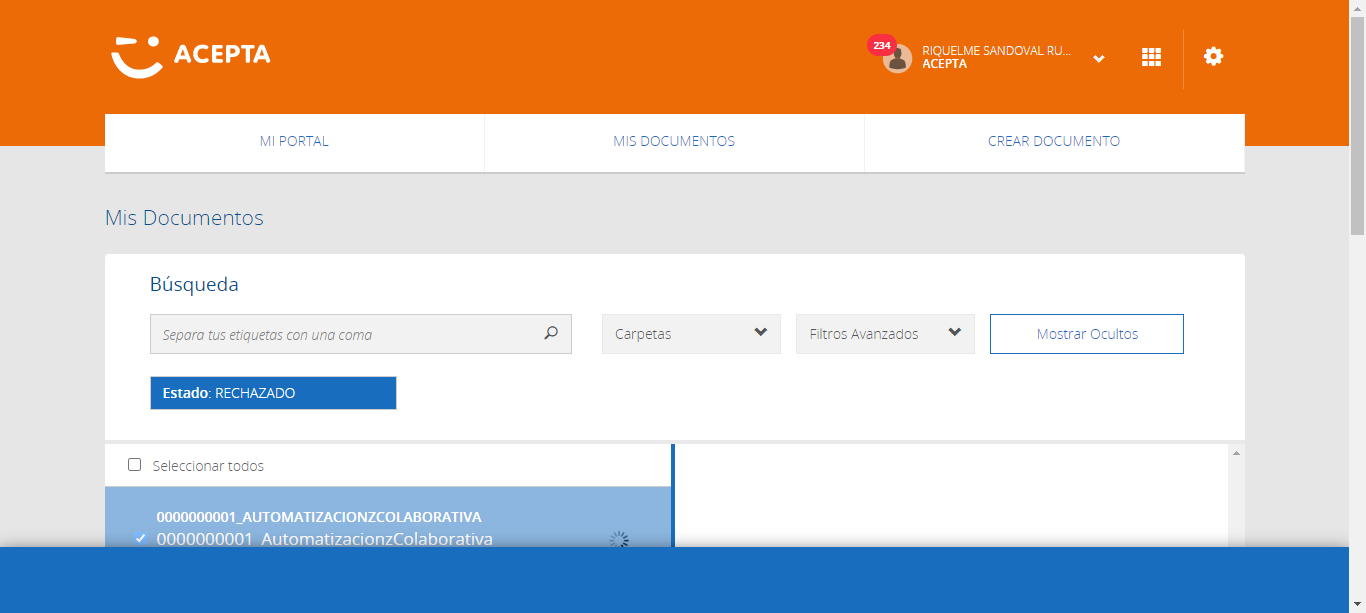 ACEPTA
234
RIQUELME SANDOVAL RU...
ACEPTA
MI PORTAL
MIS DOCUMENTOS
CREAR DOCUMENTO
Mis Documentos
Búsqueda
Separa tus etiquetas con una coma
Carpetas
Filtros Avanzados
Mostrar Ocultos
Estado: RECHAZADO
Seleccionar todos
0000000001_AUTOMATIZACIONZCOLABORATIVA
0000000001_AutomatizacionzColaborativa